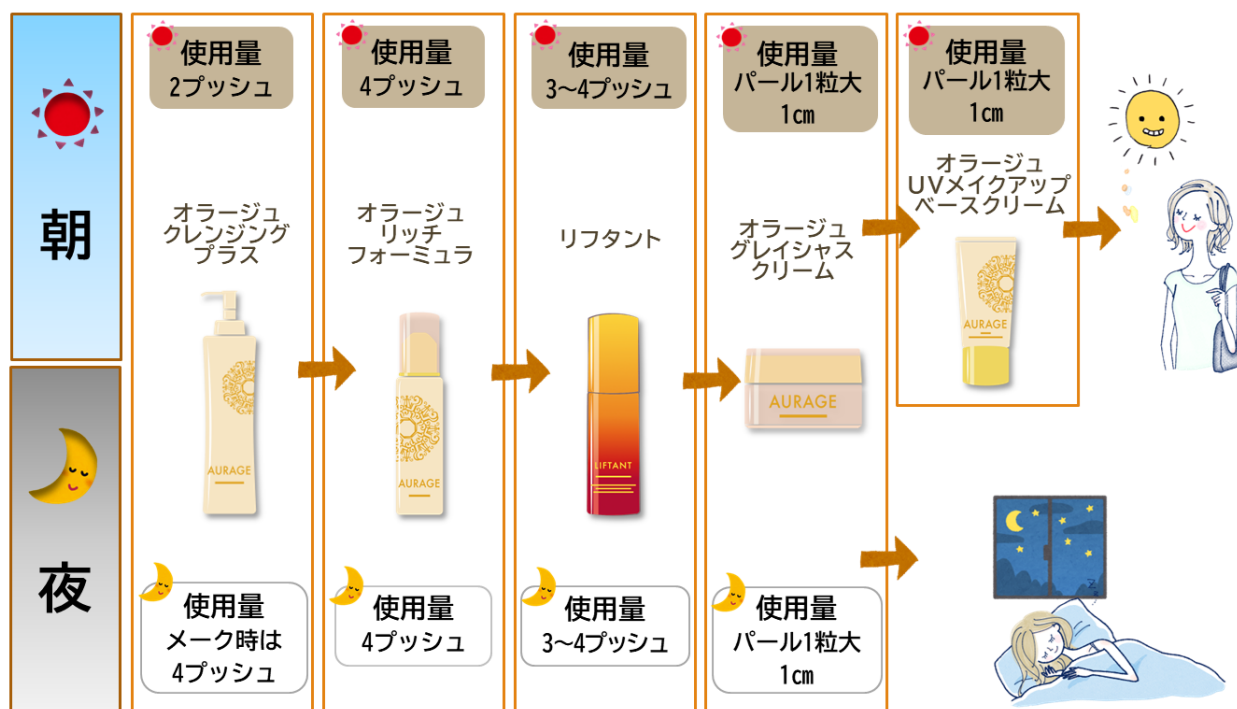 朝
使用量
2プッシュ
使用量
4プッシュ
使用量
3〜4プッシュ
使用量
パール1粒大
1㎝
使用量
パール1粒大
1㎝
オラージュ
クレンジング
プラス
オラージュ
リッチ
フォーミュラ
リフタント
オラージュ
グレイシャス
クリーム
オラージュ
UVメイクアップ
ベースクリーム
AURAGE
AURAGE
LIFTANT
AURAGE
AURAGE
夜
使用量
メーク時は
4プッシュ
使用量
4プッシュ
使用量
3〜4プッシュ
使用量
パール1粒大
1㎝
z